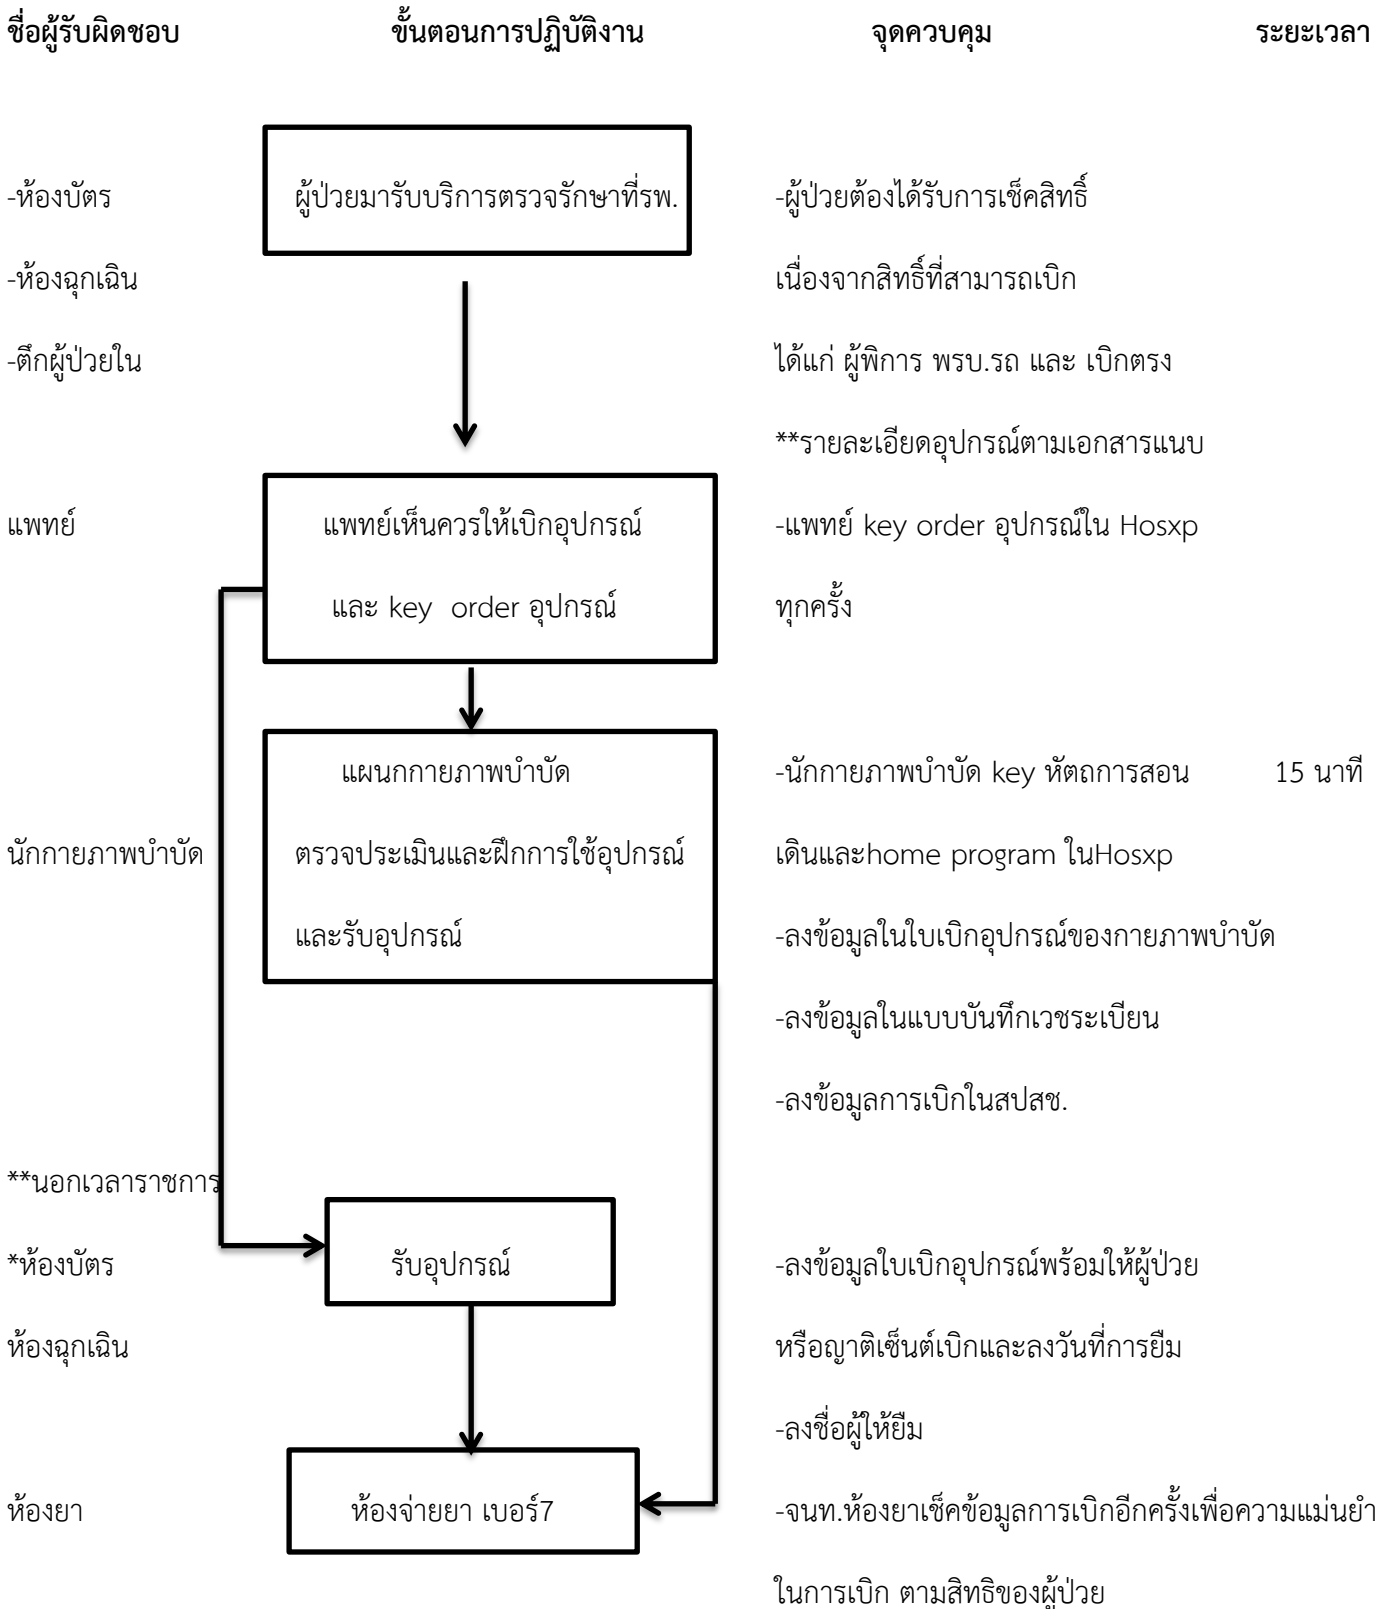 ชื่อผู้รับผิดชอบ ขั้นตอนการปฏิบัติงาน จุดควบคุม ระยะเวลา
-ห้องบัตร ผู้ป่วยมารับบริการตรวจรักษาที่รพ. -ผู้ป่วยต้องได้รับการเช็คสิทธิ์
-ห้องฉุกเฉิน เนื่องจากสิทธิ์ที่สามารถเบิก
-ตึกผู้ป่วยใน ได้แก่ ผู้พิการ พรบ.รถ และ เบิกตรง
**รายละเอียดอุปกรณ์ตามเอกสารแนบ
แพทย์ แพทย์เห็นควรให้เบิกอุปกรณ์ -แพทย์ key order อุปกรณ์ใน Hosxp
และ key order อุปกรณ์ ทุกครั้ง
แผนกกายภาพบำบัด -นักกายภาพบำบัด key หัตถการสอน 15 นาที
นักกายภาพบำบัด ตรวจประเมินและฝึกการใช้อุปกรณ์ เดินและhome program ในHosxp
และรับอุปกรณ์ -ลงข้อมูลในใบเบิกอุปกรณ์ของกายภาพบำบัด
-ลงข้อมูลในแบบบันทึกเวชระเบียน
-ลงข้อมูลการเบิกในสปสช.
**นอกเวลาราชการ
*ห้องบัตร รับอุปกรณ์ -ลงข้อมูลใบเบิกอุปกรณ์พร้อมให้ผู้ป่วย
ห้องฉุกเฉิน หรือญาติเซ็นต์เบิกและลงวันที่การยืม
-ลงชื่อผู้ให้ยืม
ห้องยา ห้องจ่ายยา เบอร์7 -จนท.ห้องยาเช็คข้อมูลการเบิกอีกครั้งเพื่อความแม่นยำ
ในการเบิก ตามสิทธิของผู้ป่วย